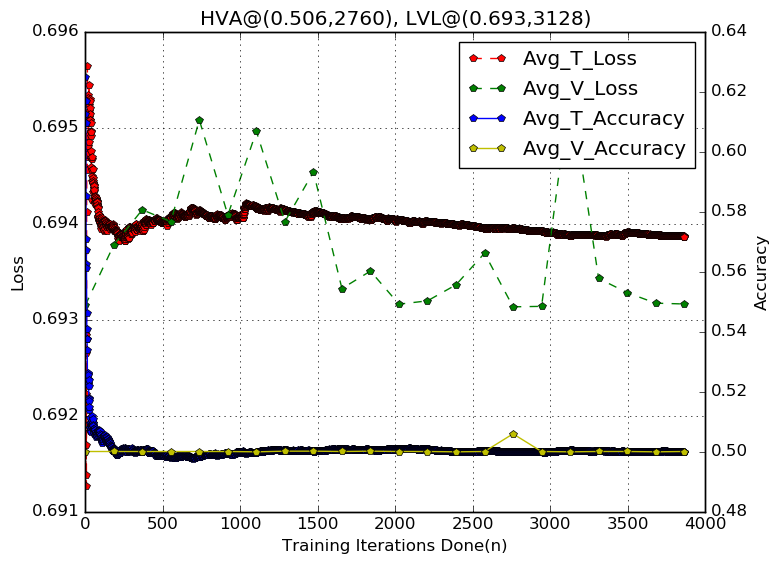 HVA@(0.506,2760), LVL@(0.693,3128)
0.696
0.695
0.694
0.693
0.692
0.691
Loss
Avg_T_Loss
Avg_V_Loss
Avg_T_Accuracy
Avg_V_Accuracy
0.64
0.62
0.60
0.58
0.56
0.54
0.52
0.50
0.48
Accuracy
0 500 1000 1500 2000 2500 3000 3500 4000
Training Iterations Done(n)